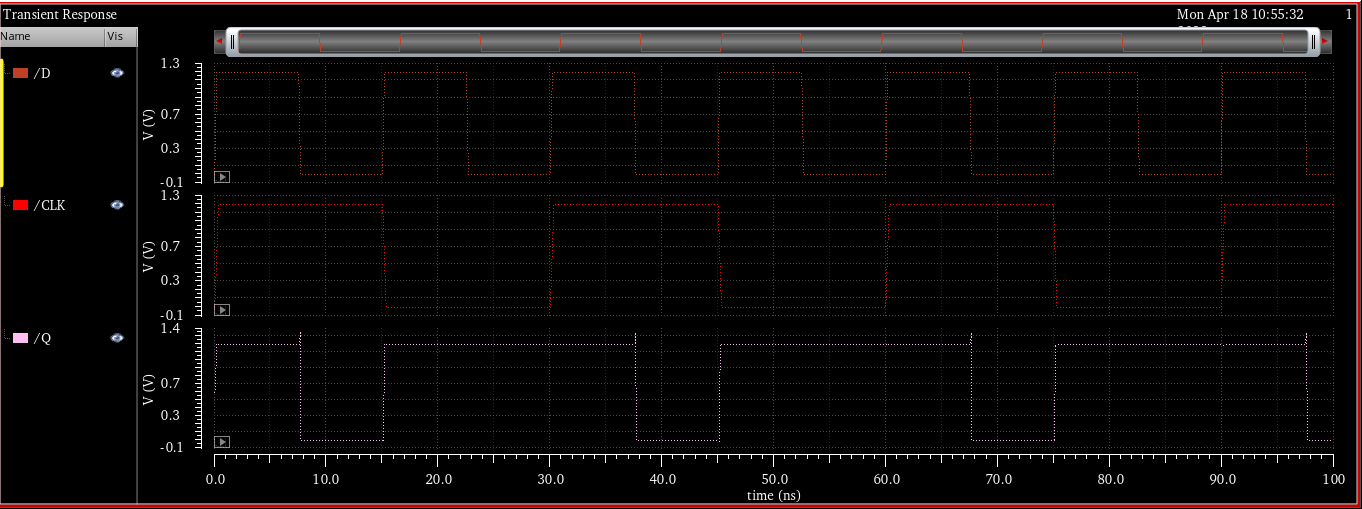 Transient Response
Mon Apr 18 10:55:32
1
Name
Vis
/D
/CLK
/Q
1.3
0.7
0.3
-0.1
V (V)
1.3
0.7
0.3
-0.1
V (V)
1.4
0.7
0.3
-0.1
V (V)
0.0 10.0 20.0 30.0 40.0 50.0 60.0 70.0 80.0 90.0 100
time (ns)